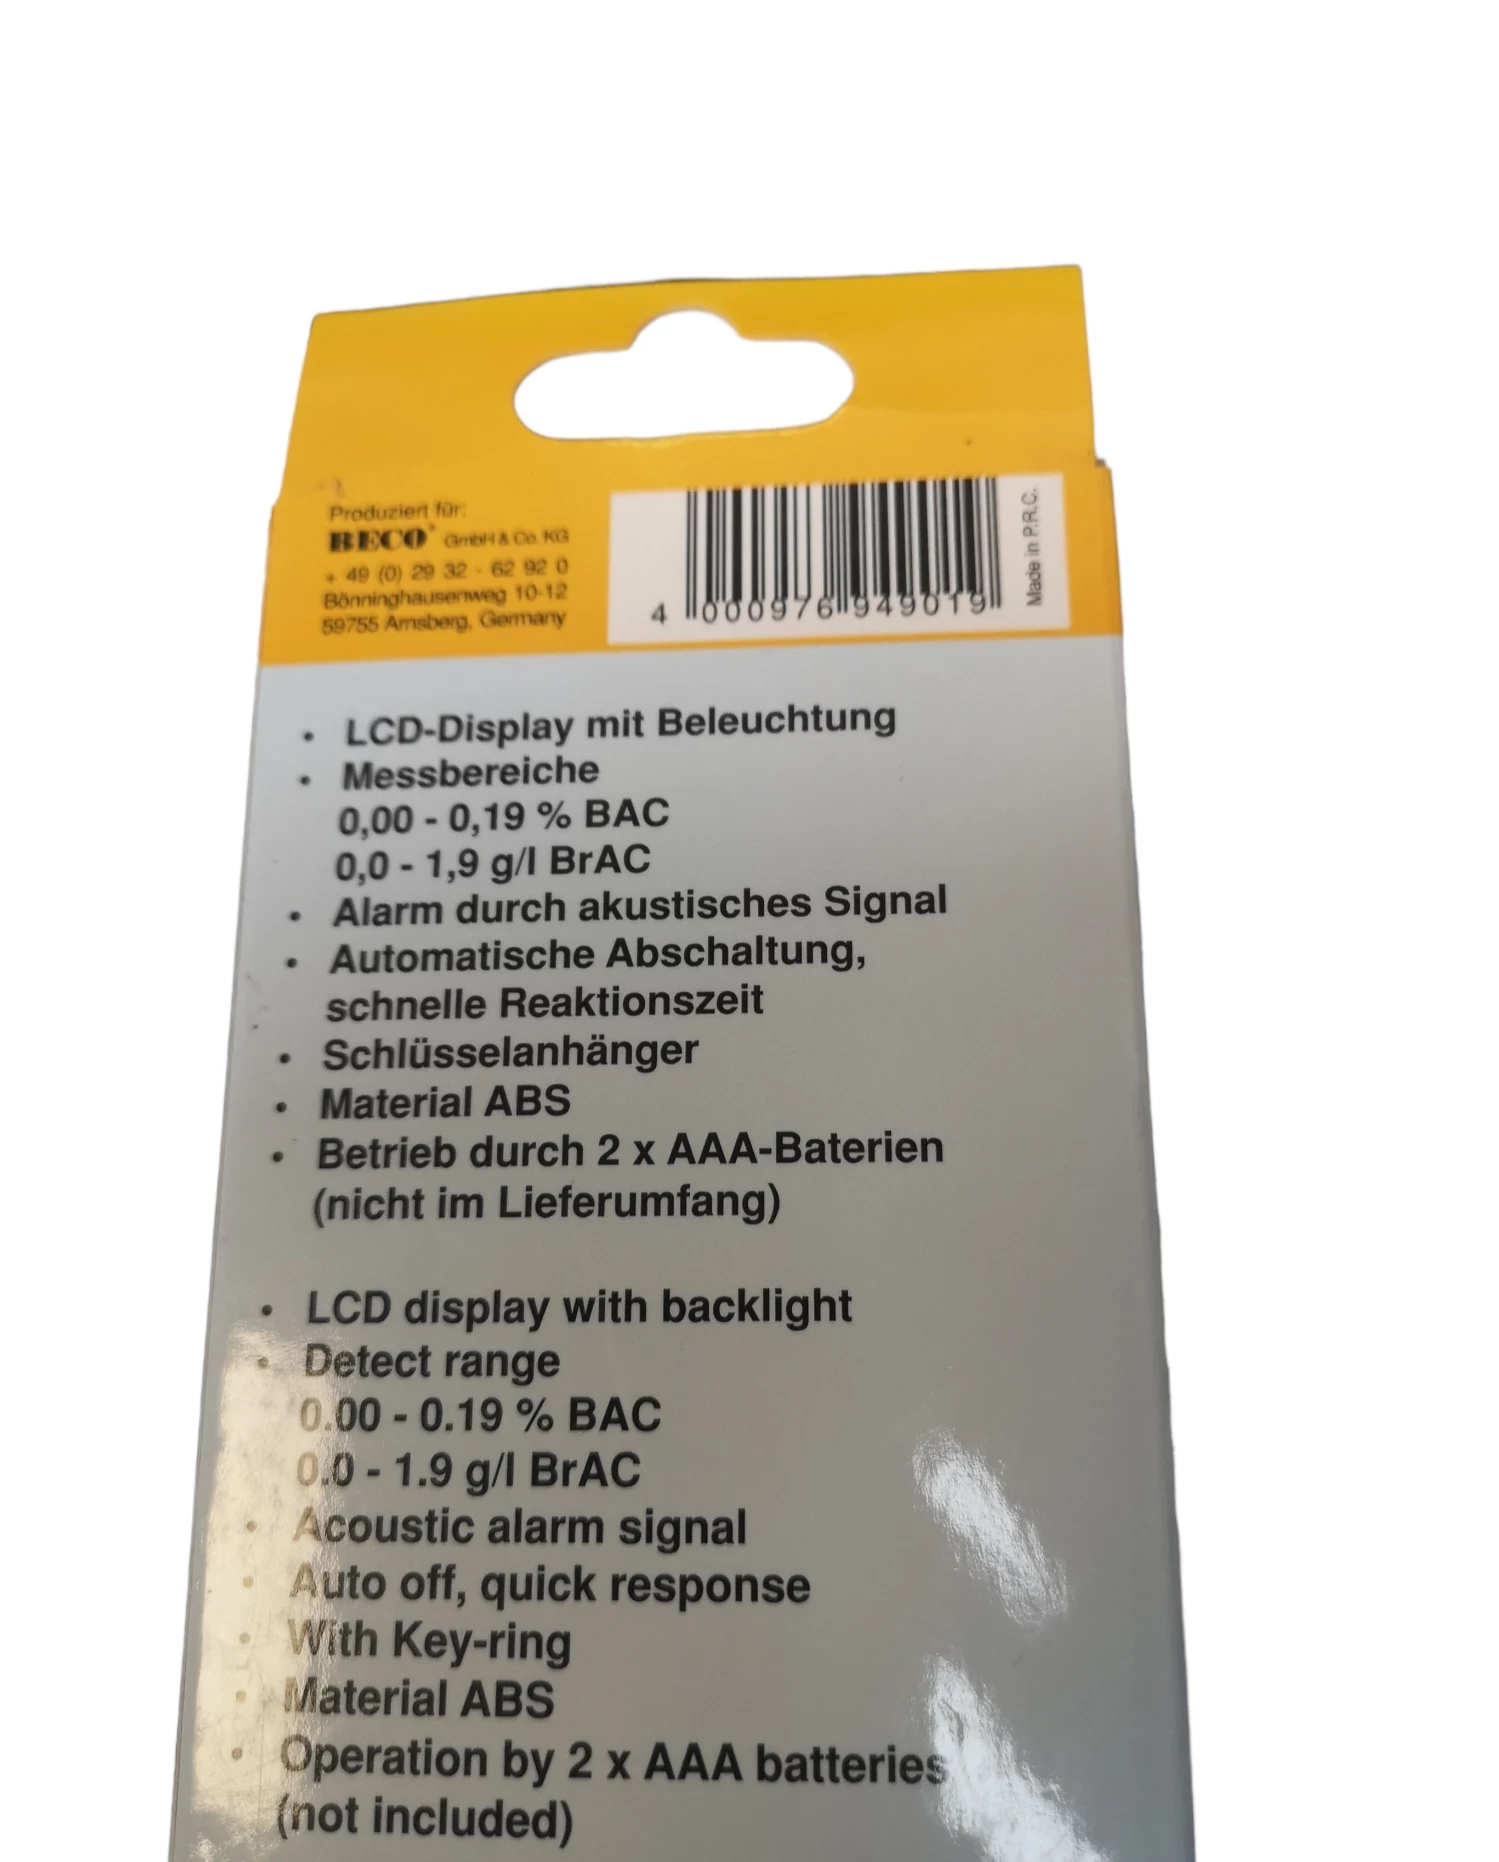 Produziert für:
BECO® GmbH & Co. KG
+ 49 (0) 29 32 - 62 92 0
Bönninghausenweg 10-12
59755 Arnsberg, Germany
4 000976 949019
Made in P.R.C.
• LCD-Display mit Beleuchtung
• Messbereiche
0,00 - 0,19 % BAC
0,0 - 1,9 g/l BrAC
• Alarm durch akustisches Signal
• Automatische Abschaltung,
schnelle Reaktionszeit
• Schlüsselanhänger
• Material ABS
• Betrieb durch 2 x AAA-Baterien
(nicht im Lieferumfang)
• LCD display with backlight
• Detect range
0.00 - 0.19 % BAC
0.0 - 1.9 g/l BrAC
• Acoustic alarm signal
• Auto off, quick response
• With Key-ring
• Material ABS
• Operation by 2 x AAA batteries
(not included)